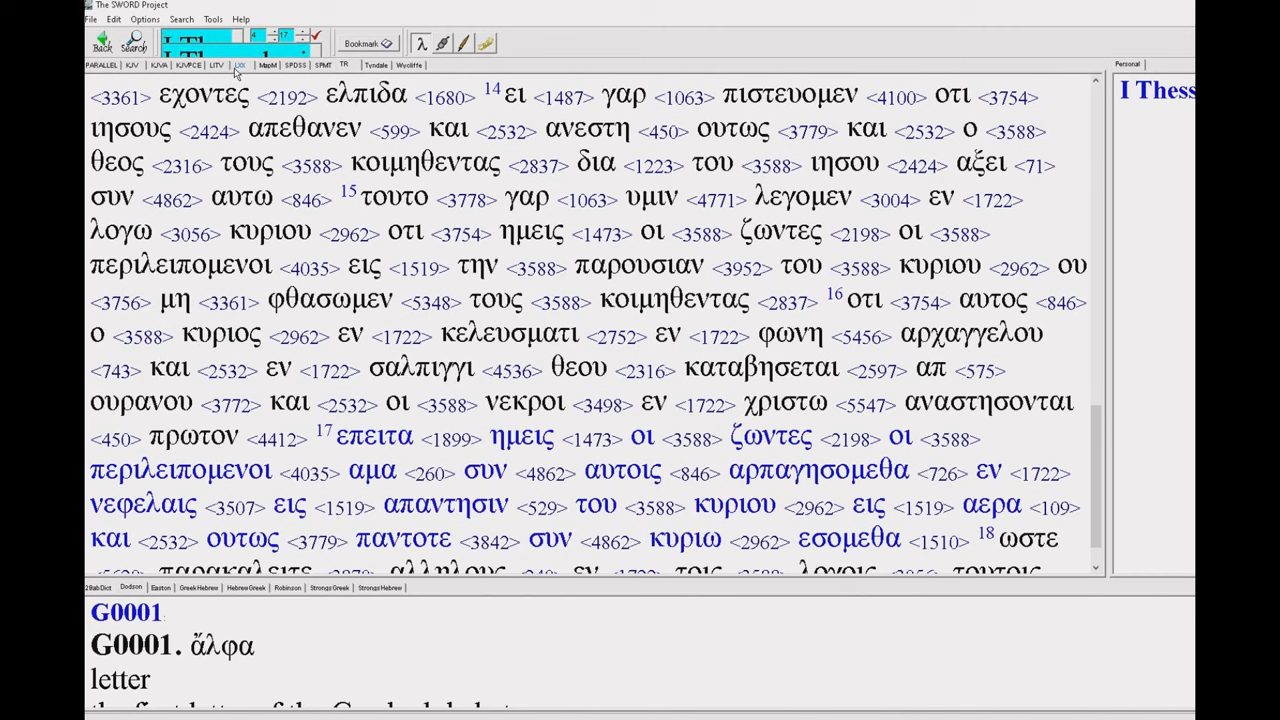 The SWORD Project
File Edit Options Search Tools Help
4 17
Back Search Bookmark
PARALLEL KJV KJVA KJVPCE LITV LXX MapM SPDSS SPMT TR Tyndale Wycliffe
Personal
I Thess
<3361> εχοντες <2192> ελπιδα <1680> 14 ει <1487> γαρ <1063> πιστευομεν <4100> οτι <3754>
ιησους <2424> απεθανεν <599> και <2532> ανεστη <450> ουτως <3779> και <2532> ο
θεος <2316> τους <3588> κοιμηθεντας <2837> δια <1223> του <3588> ιησου <2424> αξει <71>
συν <4862> αυτω <846> 15 τουτο <3778> γαρ <1063> υμιν <4771> λεγομεν <3004> εν <1722>
λογω <3056> κυριου <2962> οτι <3754> ημεις <1473> οι <3588> ζωντες <2198> οι <3588>
περιλειπομενοι <4035> εις <1519> την <3588> παρουσιαν <3952> του <3588> κυριου <2962> ου
<3756> μη <3361> φθασωμεν <5348> τους <3588> κοιμηθεντας <2837> 16 οτι <3754> αυτος <846>
ο <3588> κυριος <2962> εν <1722> κελευσματι <2752> εν <1722> φωνη <5456> αρχαγγελου
<743> και <2532> εν <1722> σαλπιγγι <4536> θεου <2316> καταβησεται <2597> απ <575>
ουρανου <3772> και <2532> οι <3588> νεκροι <3498> εν <1722> χριστω <5547> αναστησονται
<450> πρωτον <4412> 17 επειτα <1899> ημεις <1473> οι <3588> ζωντες <2198> οι <3588>
περιλειπομενοι <4035> αμα <260> συν <4862> αυτοις <846> αρπαγησομεθα <726> εν <1722>
νεφελαις <3507> εις <1519> απαντησιν <529> του <3588> κυριου <2962> εις <1519> αερα <109>
και <2532> ουτως <3779> παντοτε <3842> συν <4862> κυριω <2962> εσομεθα <1510> 18 ωστε
παρακαλειτε αλληλους εν τοις λογοις τουτοις
2BabDict Dodson Easton GreekHebrew HebrewGreek Robinson StrongsGreek StrongsHebrew
G0001
G0001. ἄλφα
letter